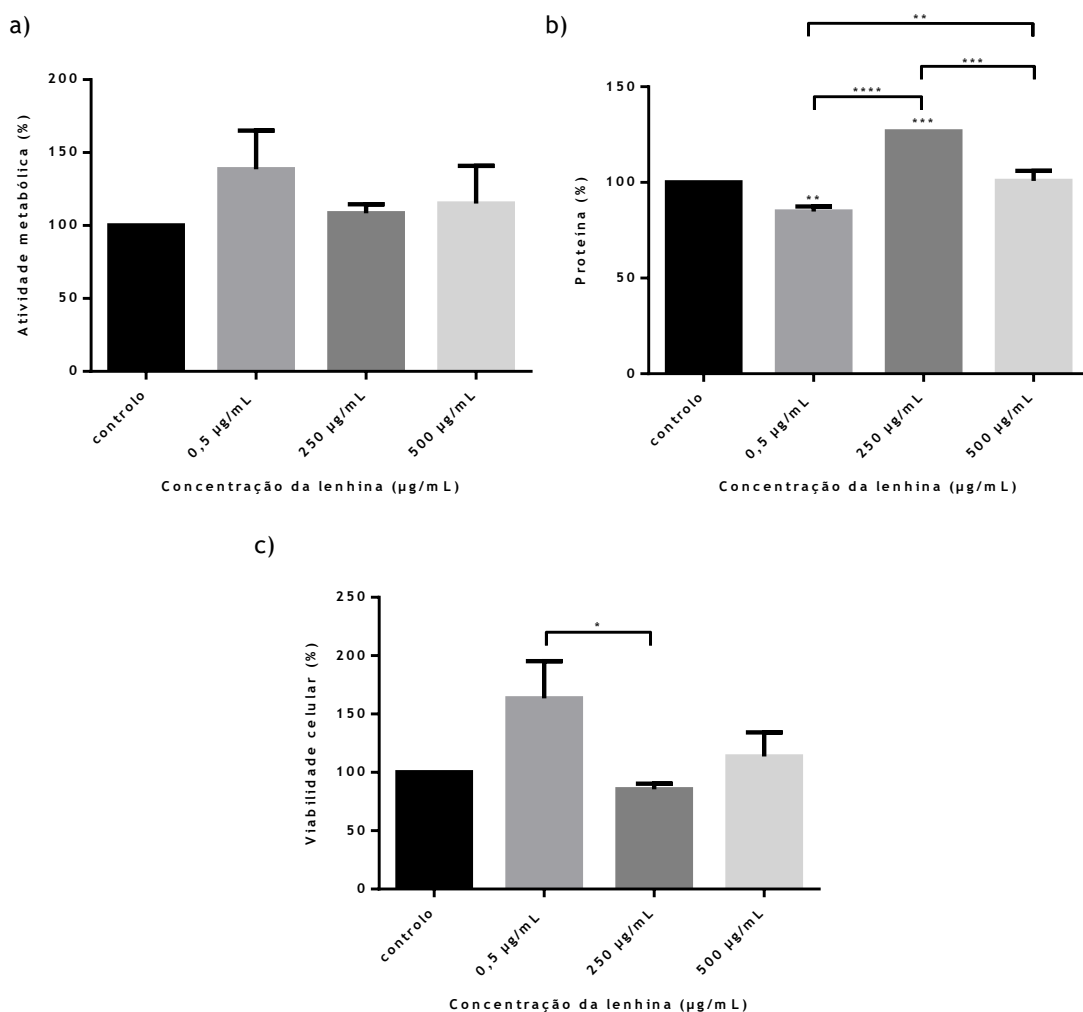 a)
200
150
100
50
0
Atividade metabólica (%)
controlo
0,5 µg/mL
250 µg/mL
500 µg/mL
Concentração da lenhina (µg/mL)
b)
**
***
****
***
**
150
100
50
0
Proteína (%)
controlo
0,5 µg/mL
250 µg/mL
500 µg/mL
Concentração da lenhina (µg/mL)
c)
*
250
200
150
100
50
0
Viabilidade celular (%)
controlo
0,5 µg/mL
250 µg/mL
500 µg/mL
Concentração da lenhina (µg/mL)